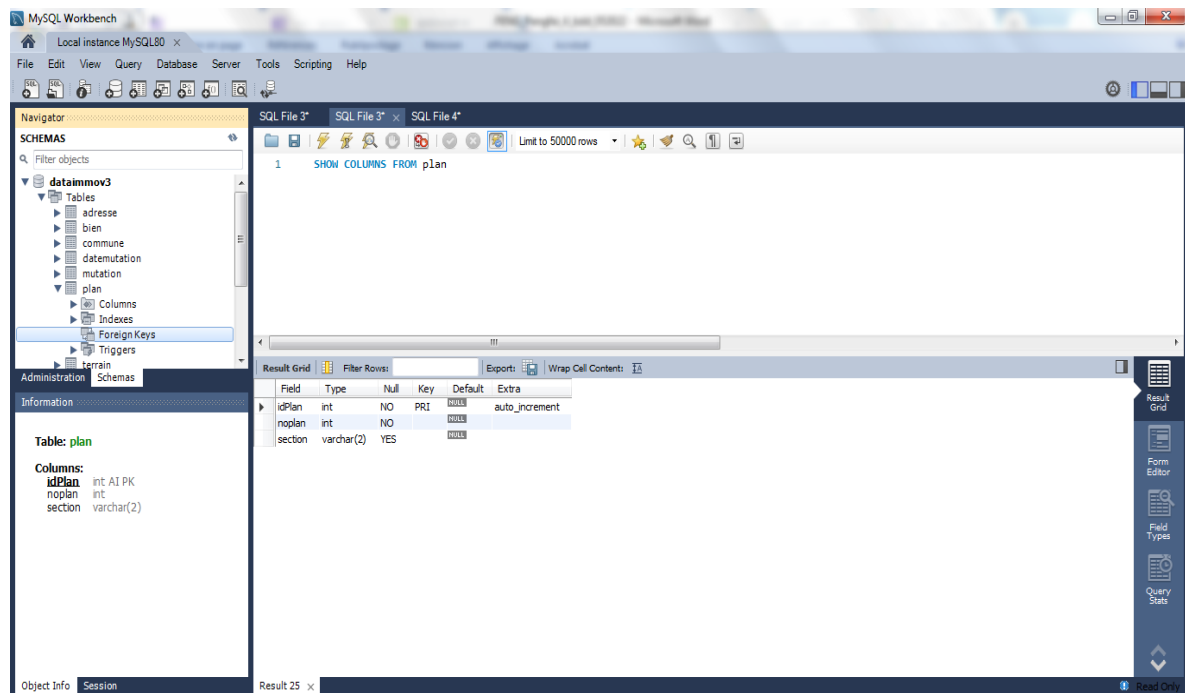 MySQL Workbench
Local instance MySQL80 ×
File Edit View Query Database Server Tools Scripting Help
Navigator
SCHEMAS
Filter objects
dataimmov3
Tables
adresse
bien
commune
datemutation
mutation
plan
Columns
Indexes
Foreign Keys
Triggers
terrain
Administration Schemas
Information
Table: plan
Columns:
idPlan int AI PK
noplan int
section varchar(2)
Object Info Session
SQL File 3* SQL File 3* × SQL File 4*
Limit to 50000 rows
1 SHOW COLUMNS FROM plan
Result Grid Filter Rows: Export: Wrap Cell Content: IA
Field Type Null Key Default Extra
idPlan int NO PRI NULL auto_increment
noplan int NO NULL
section varchar(2) YES NULL
Result 25 ×
Result Grid
Form Editor
Field Types
Query Stats
Read Only